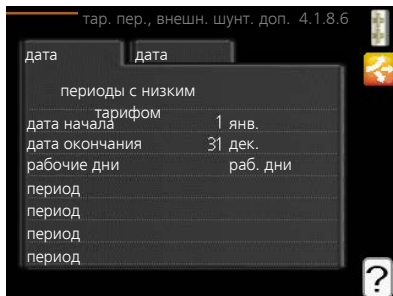 тар. пер., внешн. шунт. доп. 4.1.8.6
дата дата
периоды с низким
тарифом
дата начала 1 янв.
дата окончания 31 дек.
рабочие дни раб. дни
период
период
период
период
?